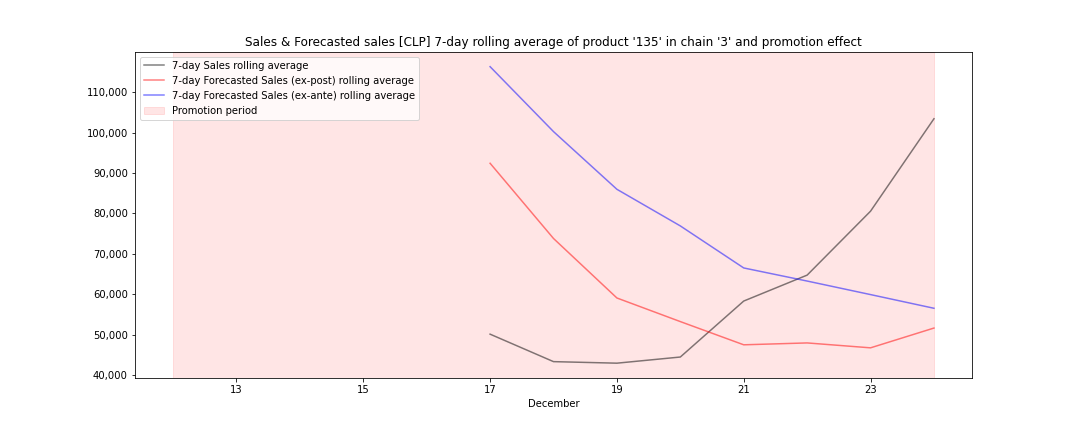 Sales & Forecasted sales [CLP] 7-day rolling average of product '135' in chain '3' and promotion effect
7-day Sales rolling average
7-day Forecasted Sales (ex-post) rolling average
7-day Forecasted Sales (ex-ante) rolling average
Promotion period
110,000
100,000
90,000
80,000
70,000
60,000
50,000
40,000
13 15 17 19 21 23
December